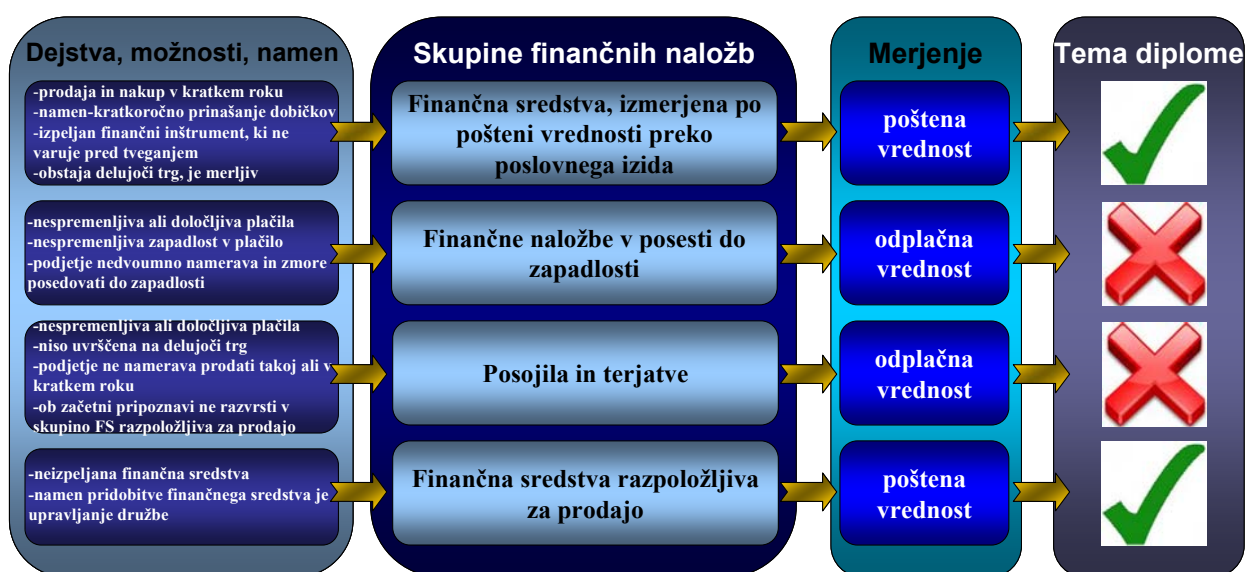 Dejstva, možnosti, namen
Skupine finančnih naložb
Merjenje
Tema diplome
-prodaja in nakup v kratkem roku
-namen-kratkoročno prinašanje dobičkov
-izpeljan finančni inštrument, ki ne
varuje pred tveganjem
-obstaja delujoči trg, je merljiv
Finančna sredstva, izmerjena po
pošteni vrednosti preko
poslovnega izida
poštena
vrednost
-nespremenljiva ali določljiva plačila
-nespremenljiva zapadlost v plačilo
-podjetje nedvoumno namerava in zmore
posedovati do zapadlosti
Finančne naložbe v posesti do
zapadlosti
odplačna
vrednost
-nespremenljiva ali določljiva plačila
-niso uvrščena na delujoči trg
-podjetje ne namerava prodati takoj ali v
kratkem roku
-ob začetni pripoznavi ne razvrsti v
skupino FS razpoložljiva za prodajo
Posojila in terjatve
odplačna
vrednost
-neizpeljana finančna sredstva
-namen pridobitve finančnega sredstva je
upravljanje družbe
Finančna sredstva razpoložljiva
za prodajo
poštena
vrednost